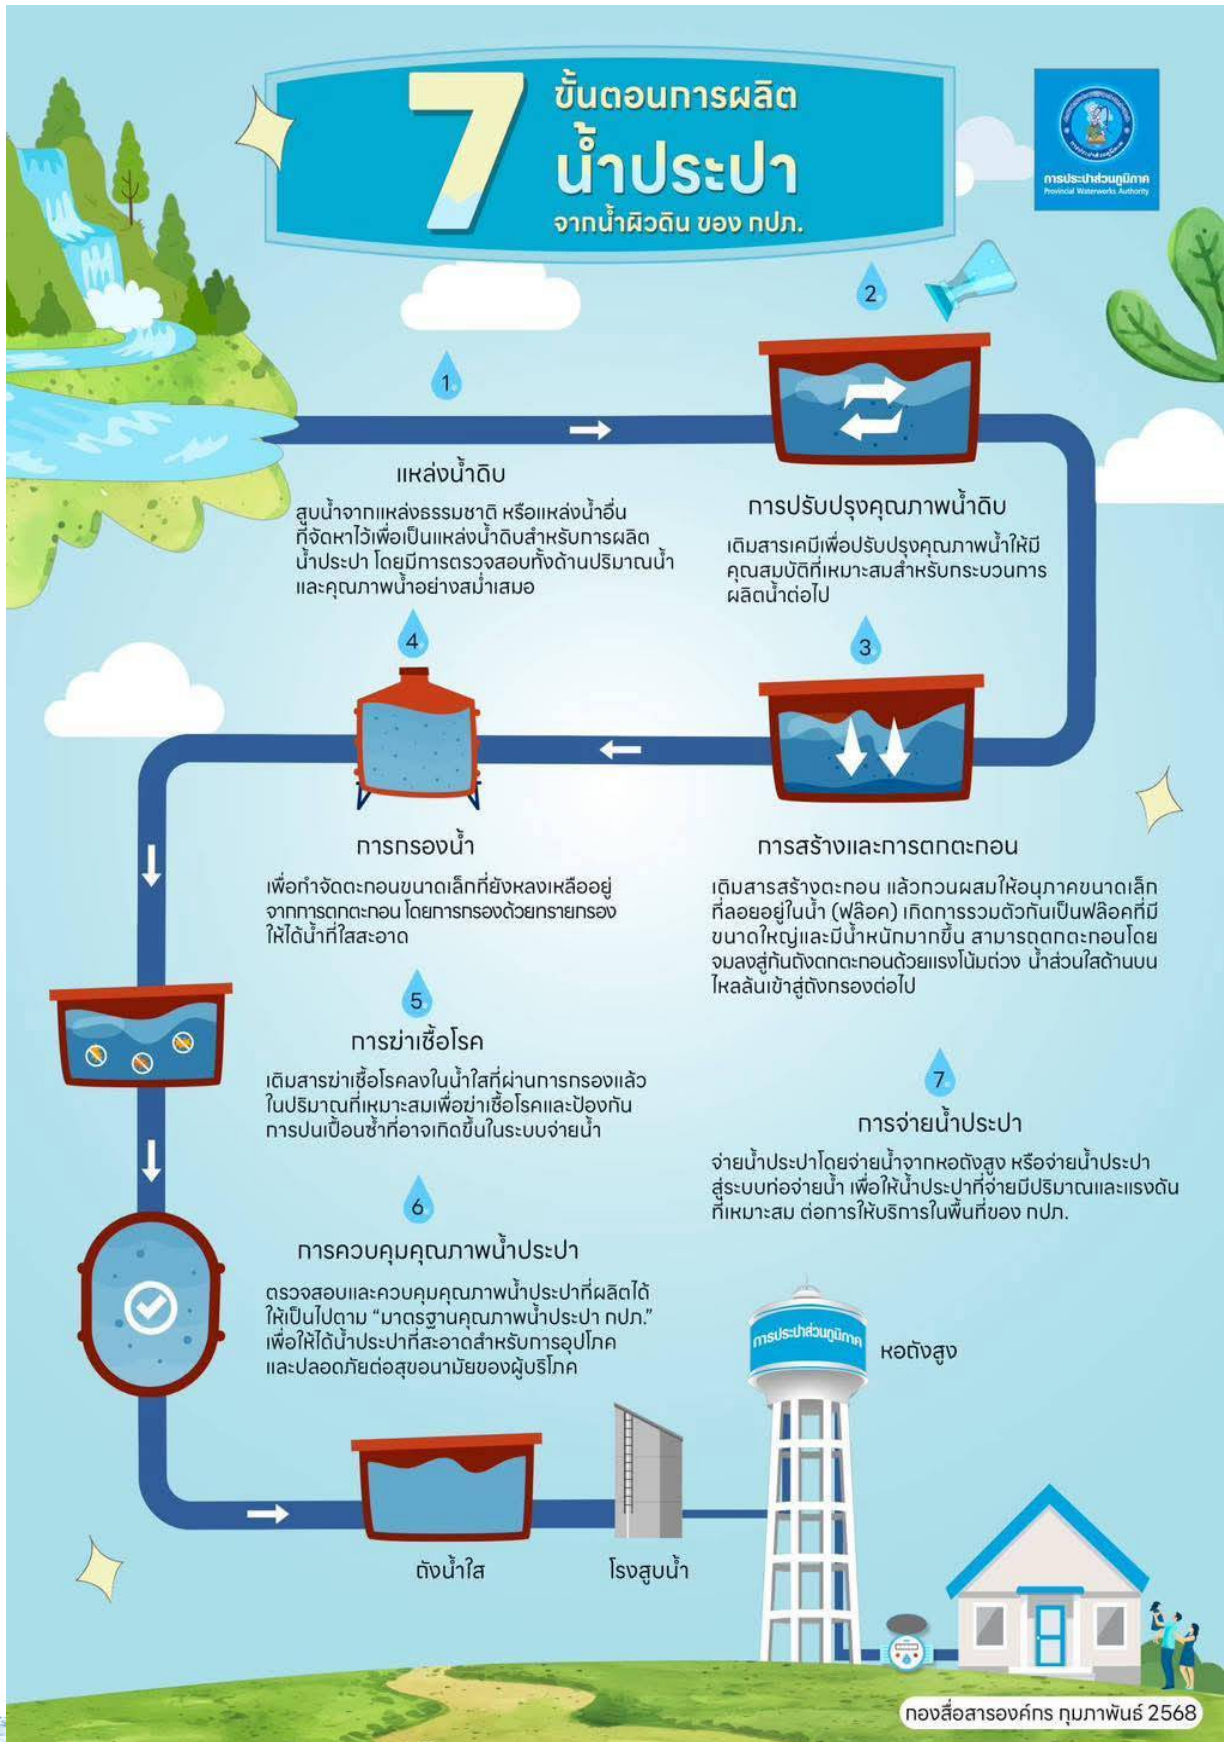 7
ขั้นตอนการผลิต
น้ำประปา
จากน้ำผิวดิน ของ กปภ.
การประปาส่วนภูมิภาค
Provincial Waterworks Authority
1
แหล่งน้ำดิบ
สูบน้ำจากแหล่งธรรมชาติ หรือแหล่งน้ำอื่น
ที่จัดหาไว้เพื่อเป็นแหล่งน้ำดิบสำหรับการผลิต
น้ำประปา โดยมีการตรวจสอบทั้งด้านปริมาณน้ำ
และคุณภาพน้ำอย่างสม่ำเสมอ
2
การปรับปรุงคุณภาพน้ำดิบ
เติมสารเคมีเพื่อปรับปรุงคุณภาพน้ำให้มี
คุณสมบัติที่เหมาะสมสำหรับกระบวนการ
ผลิตน้ำต่อไป
3
การสร้างและการตกตะกอน
เติมสารสร้างตะกอน แล้วกวนผสมให้อนุภาคขนาดเล็ก
ที่ลอยอยู่ในน้ำ (ฟล๊อค) เกิดการรวมตัวกันเป็นฟล๊อคที่มี
ขนาดใหญ่และมีน้ำหนักมากขึ้น สามารถตกตะกอนโดย
จมลงสู่ก้นถังตกตะกอนด้วยแรงโน้มถ่วง น้ำส่วนใสด้านบน
ไหลล้นเข้าสู่ถังกรองต่อไป
4
การกรองน้ำ
เพื่อกำจัดตะกอนขนาดเล็กที่ยังหลงเหลืออยู่
จากการตกตะกอน โดยการกรองด้วยทรายกรอง
ให้ได้น้ำที่ใสสะอาด
5
การฆ่าเชื้อโรค
เติมสารฆ่าเชื้อโรคลงในน้ำใสที่ผ่านการกรองแล้ว
ในปริมาณที่เหมาะสมเพื่อฆ่าเชื้อโรคและป้องกัน
การปนเปื้อนซ้ำที่อาจเกิดขึ้นในระบบจ่ายน้ำ
6
การควบคุมคุณภาพน้ำประปา
ตรวจสอบและควบคุมคุณภาพน้ำประปาที่ผลิตได้
ให้เป็นไปตาม “มาตรฐานคุณภาพน้ำประปา กปภ.”
เพื่อให้ได้น้ำประปาที่สะอาดสำหรับการอุปโภค
และปลอดภัยต่อสุขอนามัยของผู้บริโภค
7
การจ่ายน้ำประปา
จ่ายน้ำประปาโดยจ่ายน้ำจากหอถังสูง หรือจ่ายน้ำประปา
สู่ระบบท่อจ่ายน้ำ เพื่อให้น้ำประปาที่จ่ายมีปริมาณและแรงดัน
ที่เหมาะสม ต่อการให้บริการในพื้นที่ของ กปภ.
การประปาส่วนภูมิภาค
หอถังสูง
ถังน้ำใส
โรงสูบน้ำ
กองสื่อสารองค์กร กุมภาพันธ์ 2568